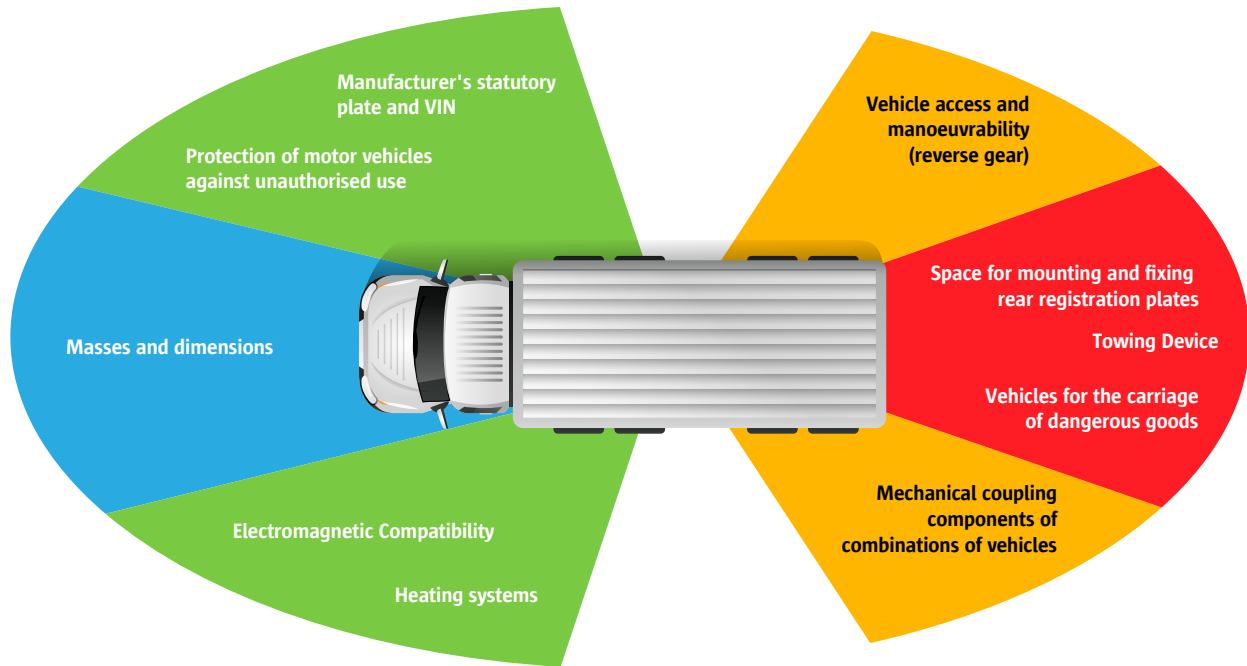 Manufacturer's statutory
plate and VIN
Protection of motor vehicles
against unauthorised use
Masses and dimensions
Electromagnetic Compatibility
Heating systems
Vehicle access and
manoeuvrability
(reverse gear)
Space for mounting and fixing
rear registration plates
Towing Device
Vehicles for the carriage
of dangerous goods
Mechanical coupling
components of
combinations of vehicles